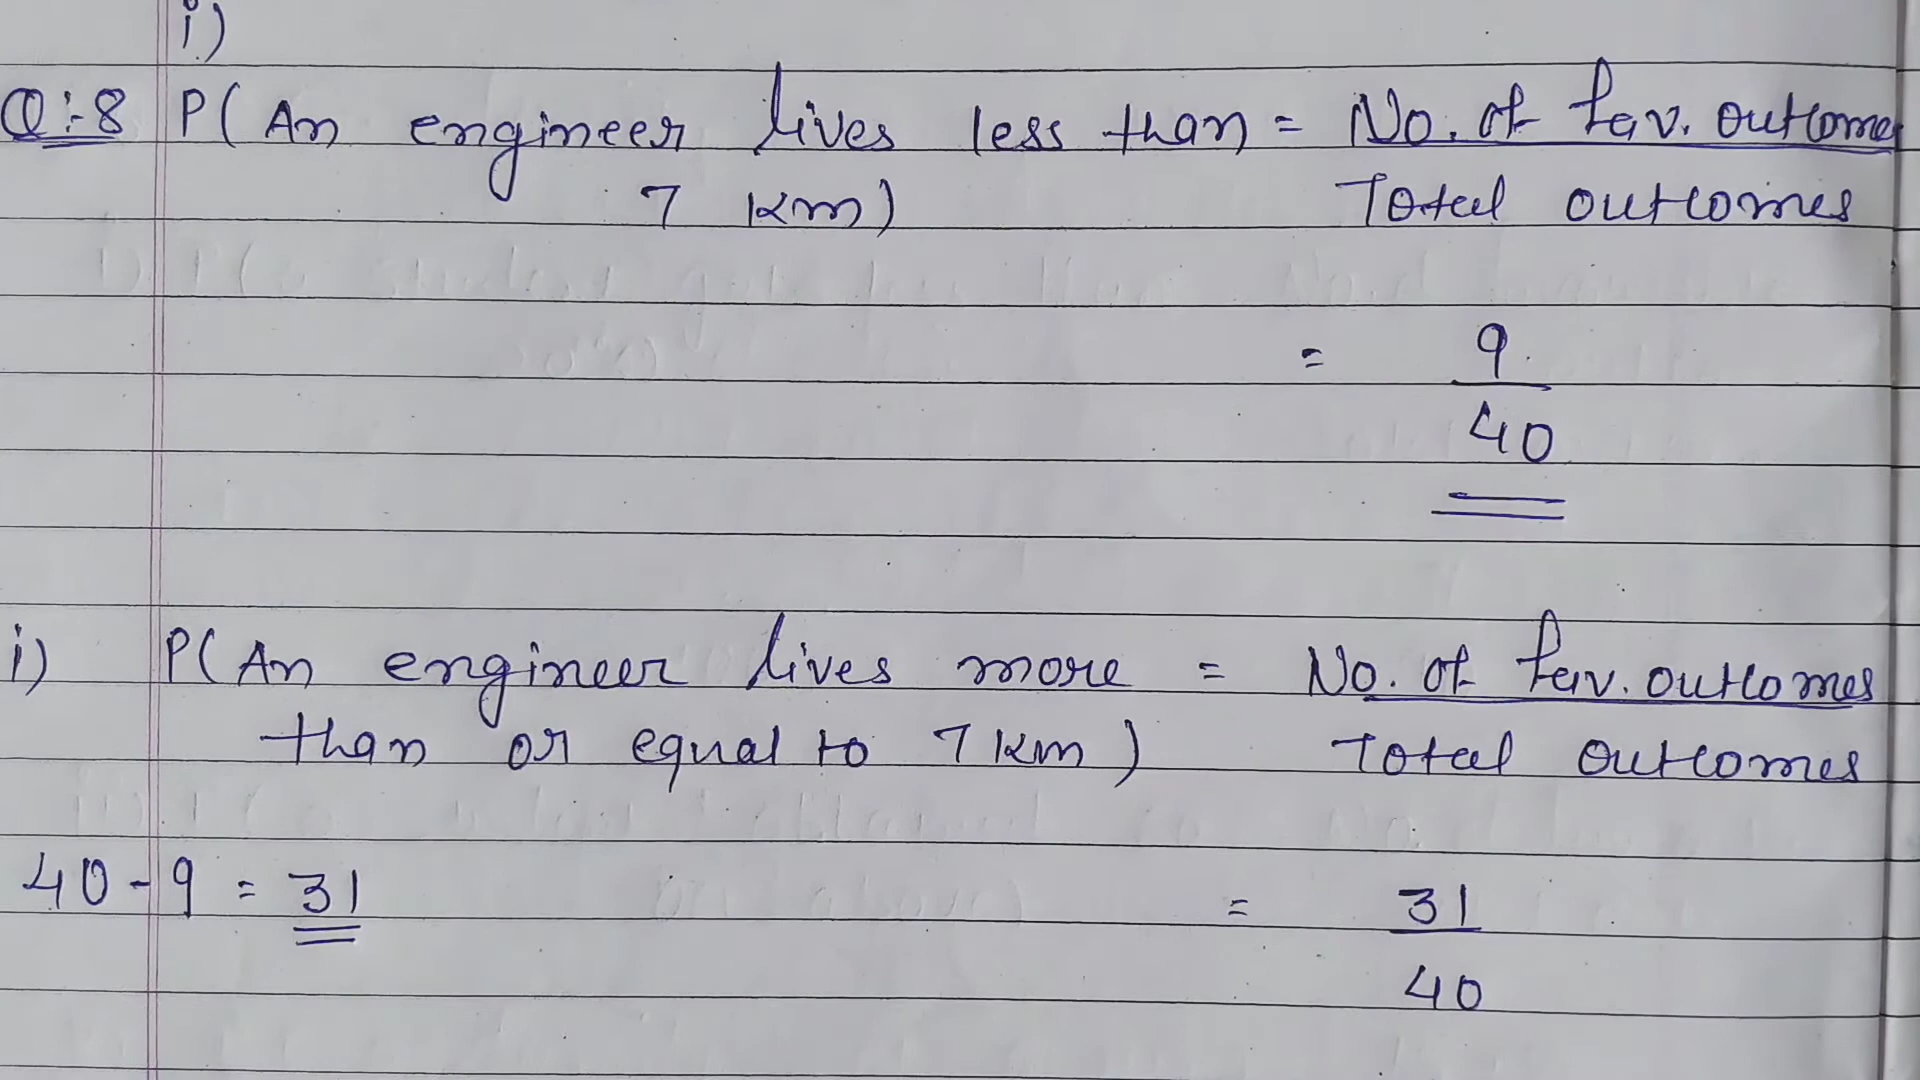 i)
Q:-8 P( An engineer lives less than = No. of fav. outcomes
7 km) Total outcomes
= 9
40
i) P( An engineer lives more = No. of fav. outcomes
than or equal to 7 km ) Total outcomes
40 - 9 = 31 = 31
40